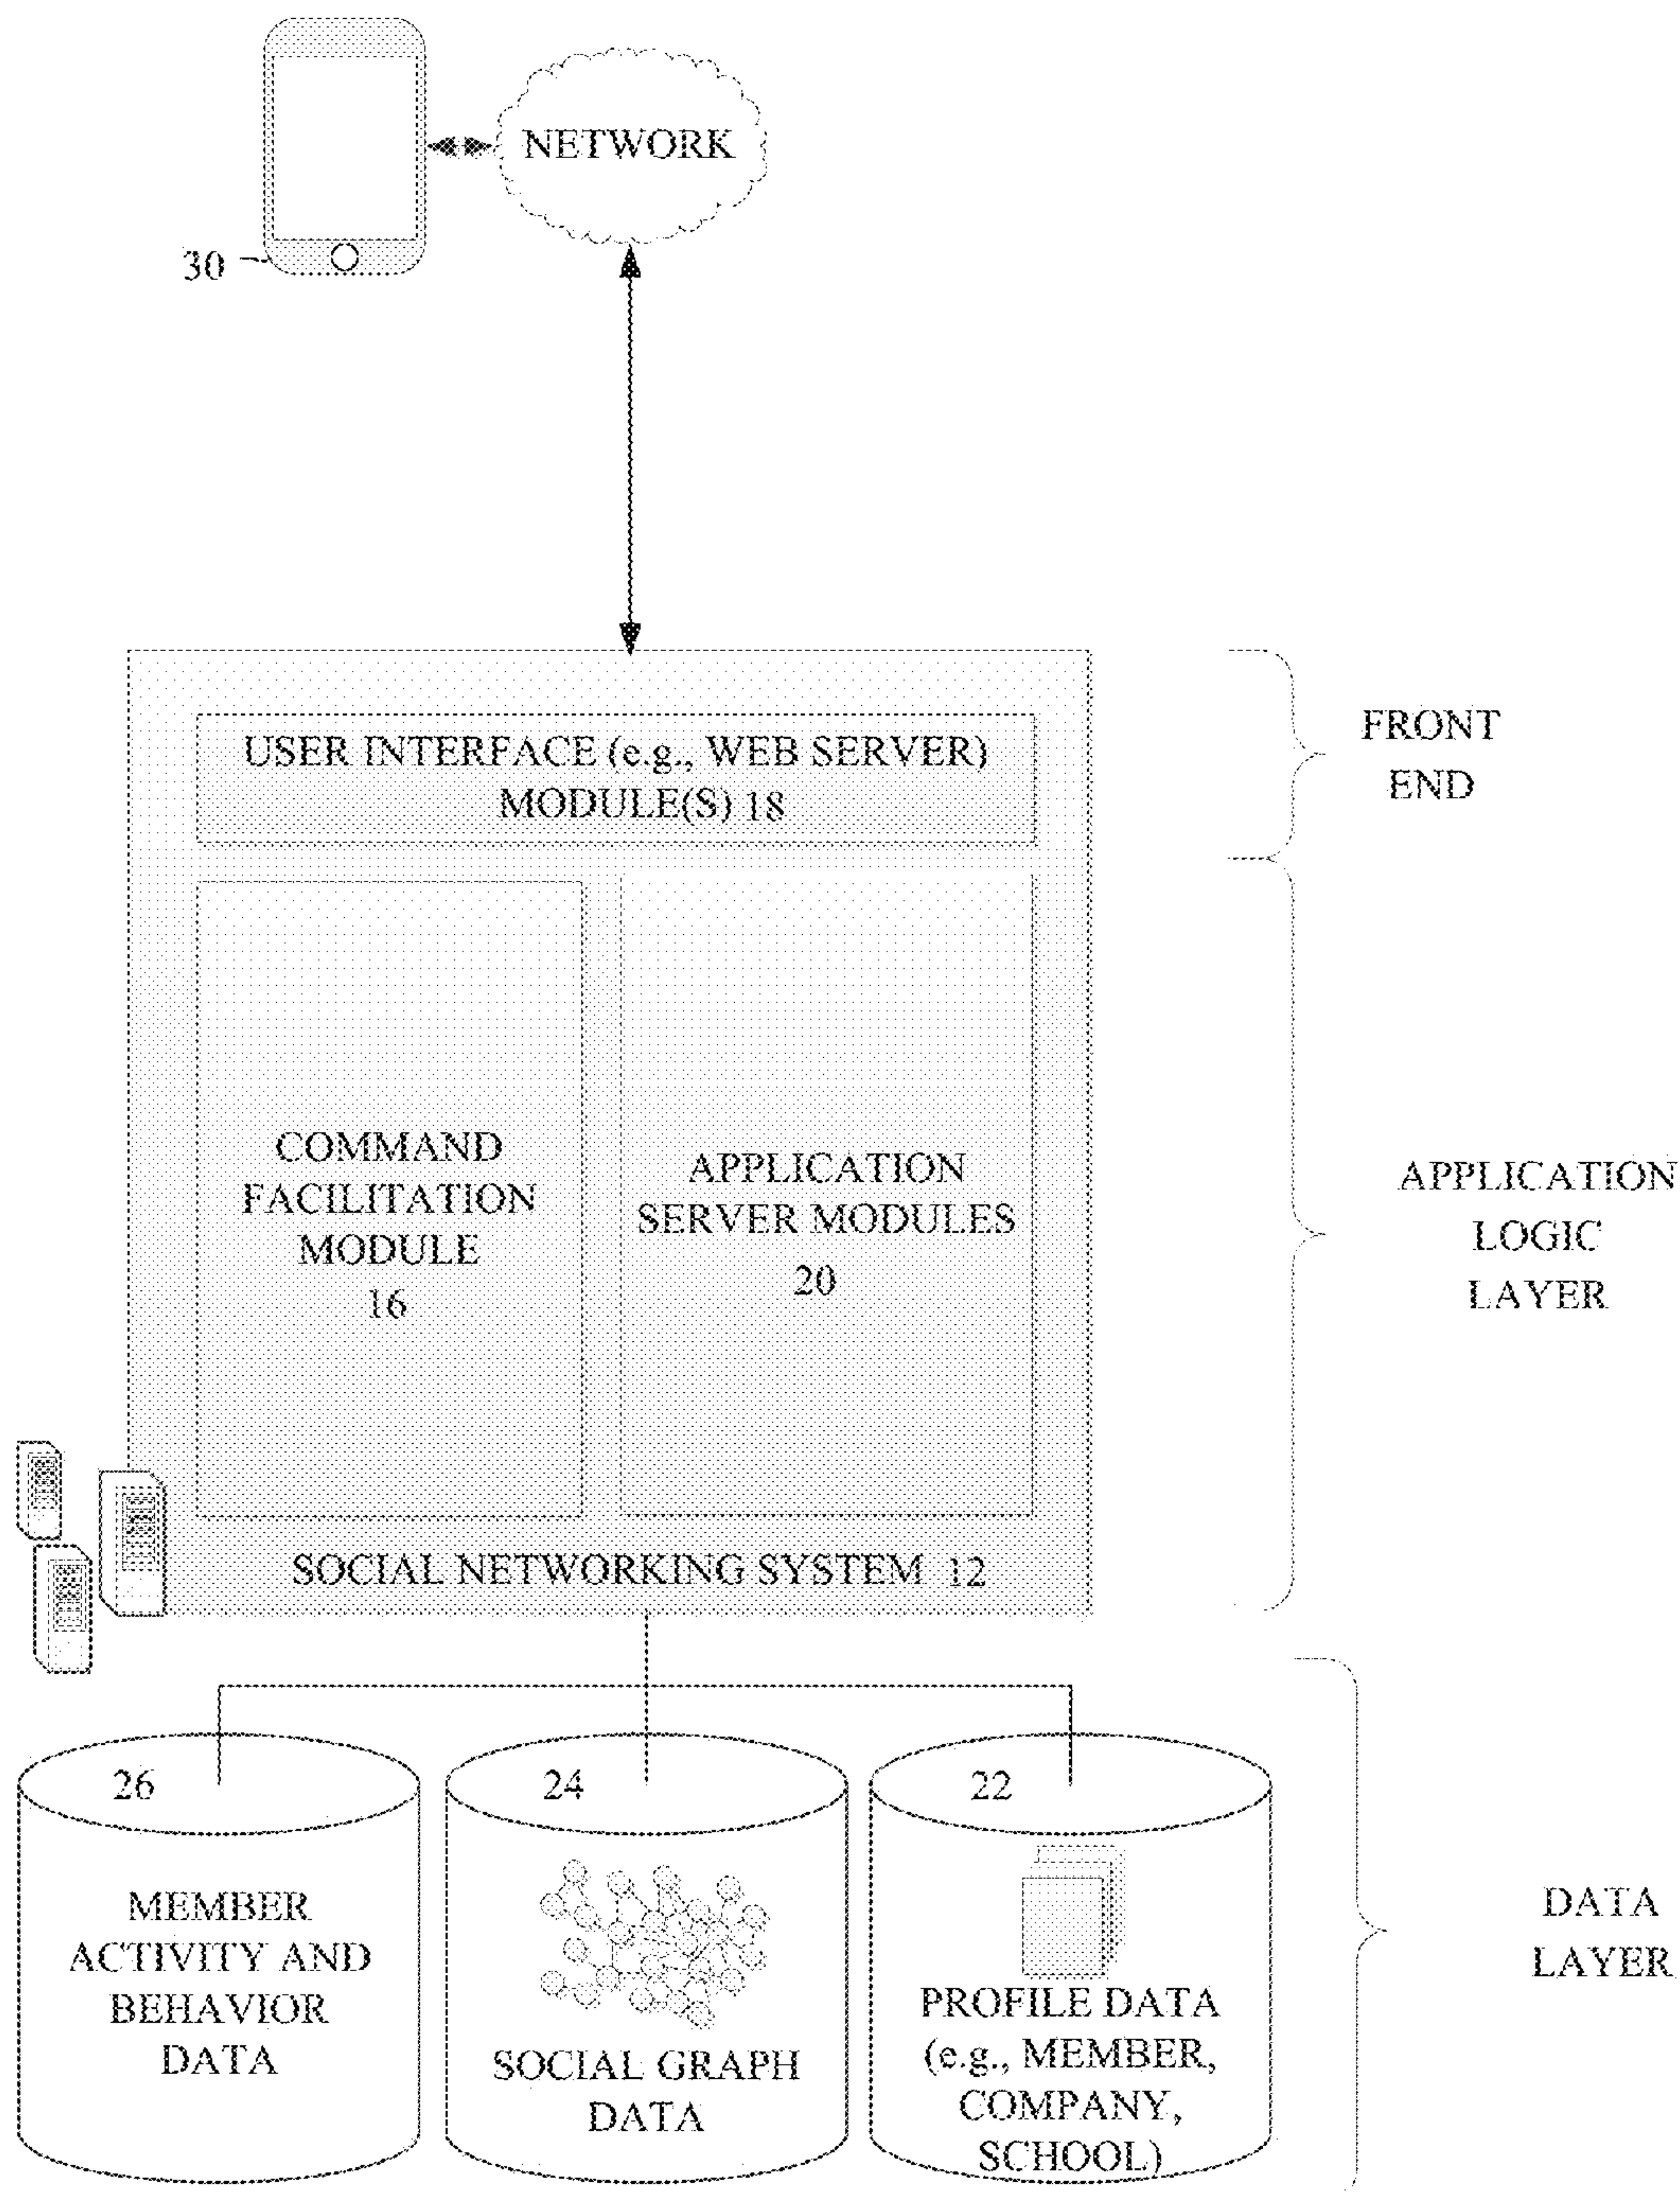 NETWORK
30
USER INTERFACE (e.g., WEB SERVER)
MODULE(S) 18
FRONT
END
COMMAND
FACILITATION
MODULE
16
APPLICATION
SERVER MODULES
20
APPLICATION
LOGIC
LAYER
SOCIAL NETWORKING SYSTEM 12
26
MEMBER
ACTIVITY AND
BEHAVIOR
DATA
24
SOCIAL GRAPH
DATA
22
PROFILE DATA
(e.g., MEMBER,
COMPANY,
SCHOOL)
DATA
LAYER